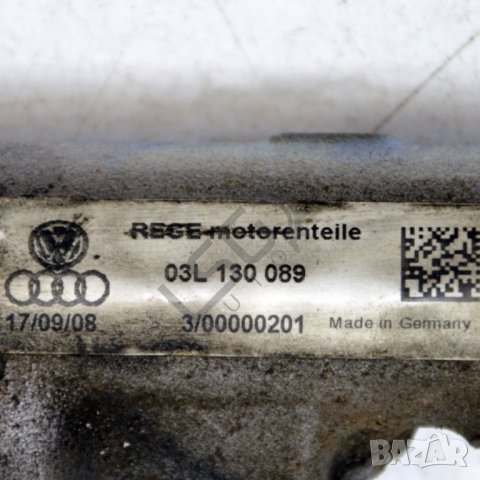 REGE-motorenteile
03L 130 089
17/09/08 3/00000201 Made in Germany
BAZAR